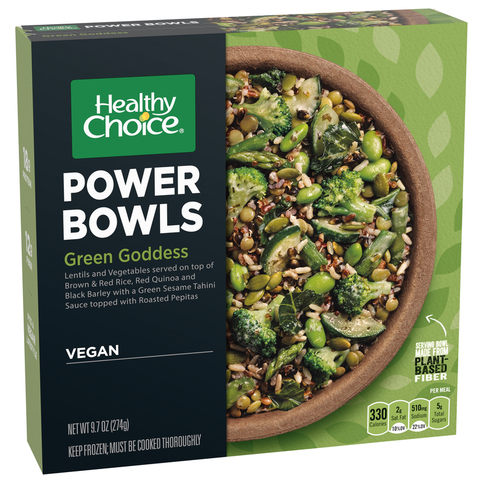 Healthy
Choice®
POWER
BOWLS
Green Goddess
Lentils and Vegetables served on top of
Brown & Red Rice, Red Quinoa and
Black Barley with a Green Sesame Tahini
Sauce topped with Roasted Pepitas
VEGAN
NET WT 9.7 OZ (274g)
KEEP FROZEN; MUST BE COOKED THOROUGHLY
SERVING BOWL
MADE FROM
PLANT-
BASED
FIBER
PER MEAL
330
Calories
2g
Sat Fat
10% DV
510mg
Sodium
22% DV
5g
Total
Sugars